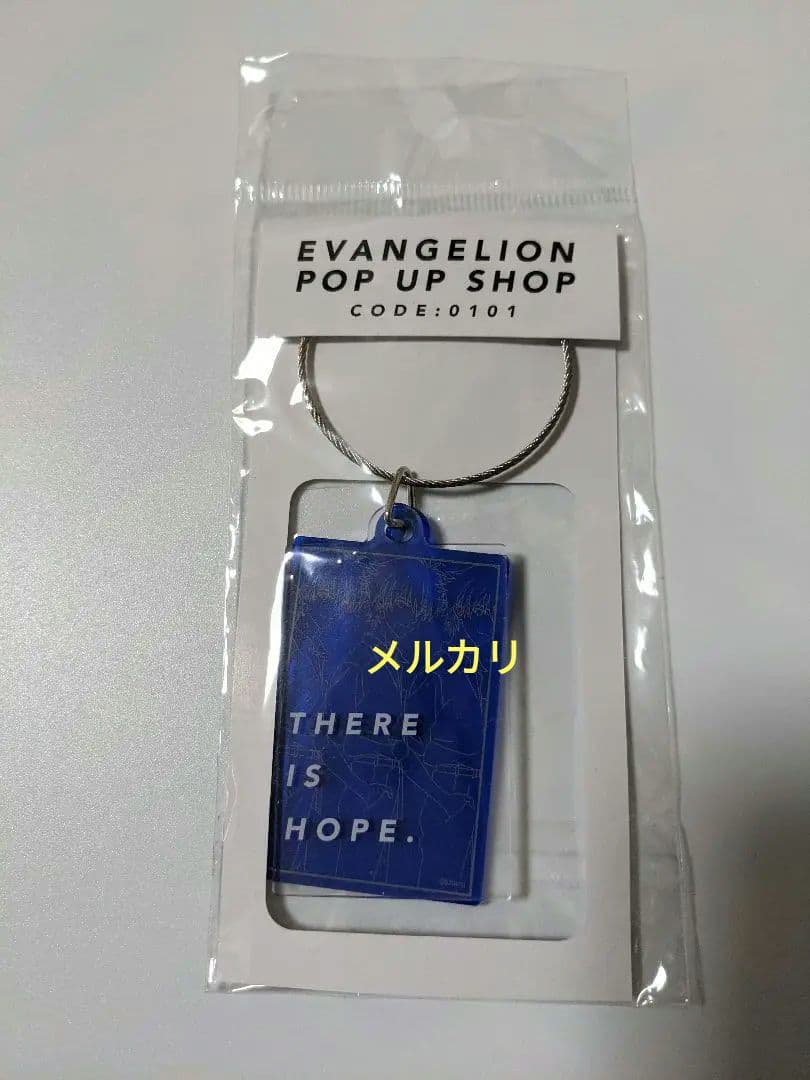 EVANGELION
POP UP SHOP
CODE:0101
メルカリ
THERE
IS
HOPE.